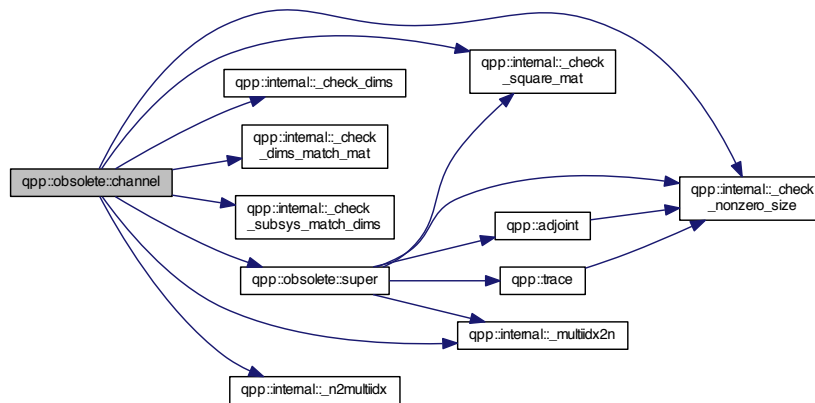 qpp::internal::_check
_square_mat
qpp::internal::_check_dims
qpp::internal::_check
_dims_match_mat
qpp::obsolete::channel
qpp::internal::_check
_nonzero_size
qpp::internal::_check
_subsys_match_dims
qpp::adjoint
qpp::obsolete::super
qpp::trace
qpp::internal::_multiidx2n
qpp::internal::_n2multiidx